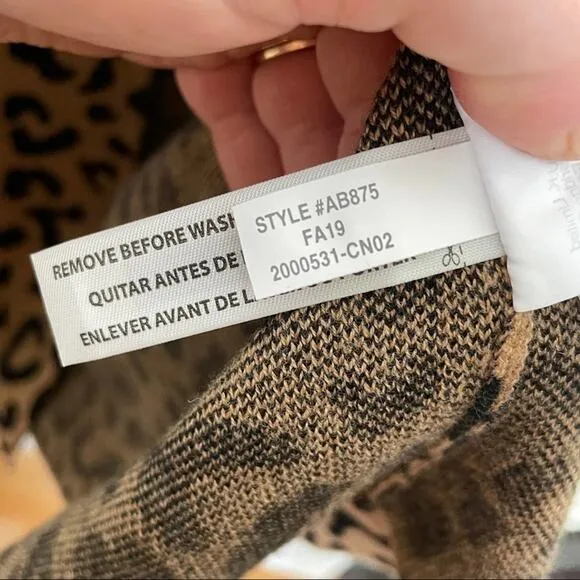 STYLE #AB875
FA19
2000531-CN02
REMOVE BEFORE WASH
QUITAR ANTES DE
ENLEVER AVANT DE